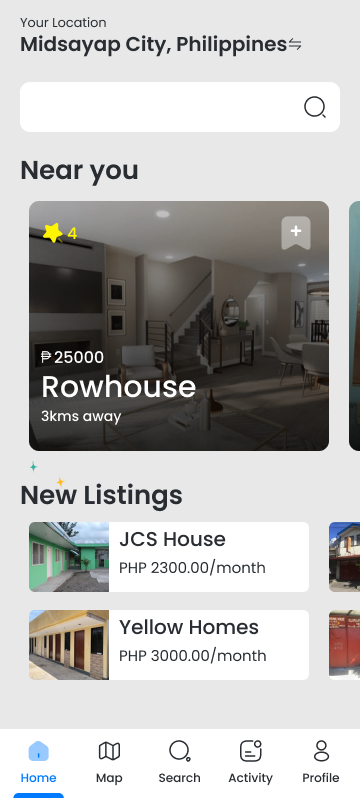 Your Location
Midsayap City, Philippines
Near you
4
₱ 25000
Rowhouse
3kms away
New Listings
JCS House
PHP 2300.00/month
Yellow Homes
PHP 3000.00/month
Home Map Search Activity Profile